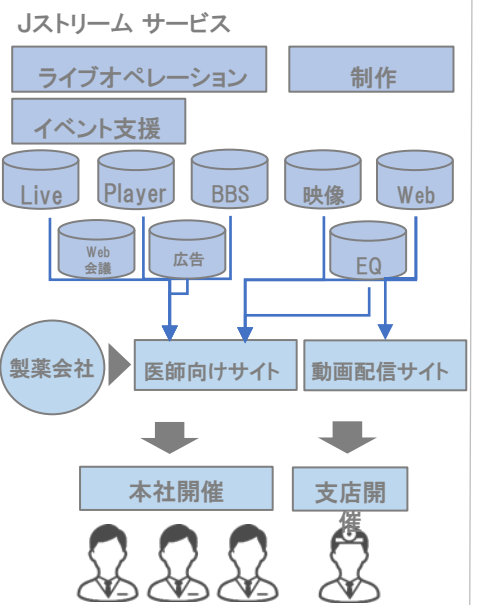 Jストリーム サービス
ライブオペレーション
制作
イベント支援
Live
Player
BBS
映像
Web
Web
会議
広告
EQ
製薬会社
医師向けサイト
動画配信サイト
本社開催
支店開
催